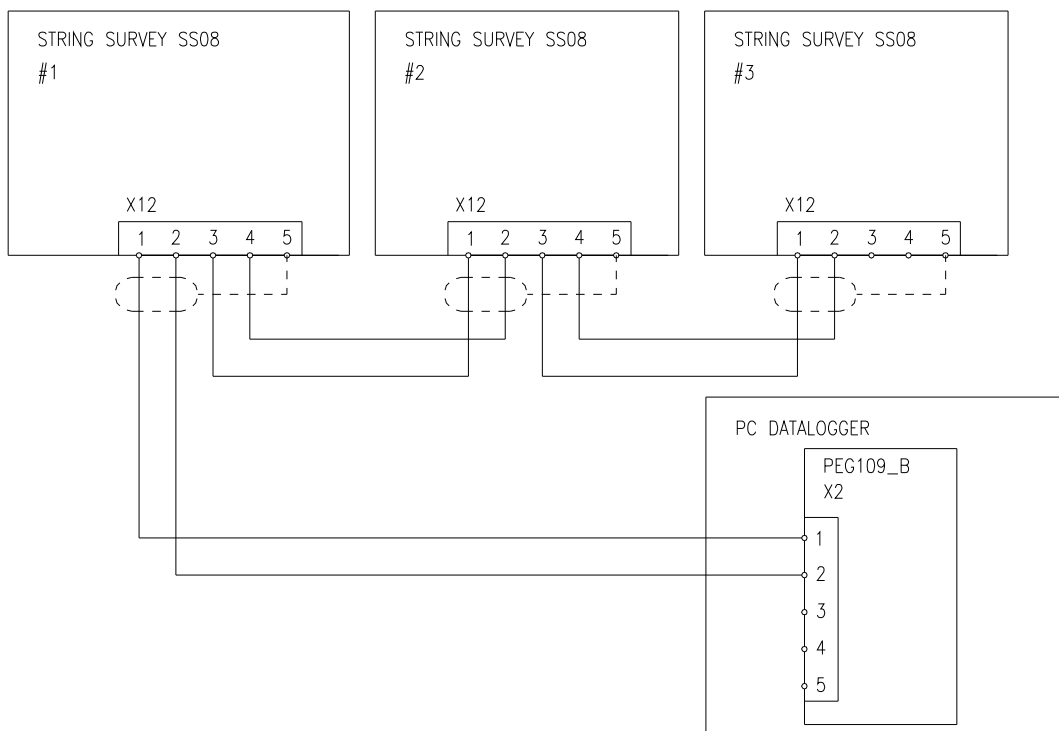 STRING SURVEY SS08
#1
X12
1 2 3 4 5
STRING SURVEY SS08
#2
X12
1 2 3 4 5
STRING SURVEY SS08
#3
X12
1 2 3 4 5
PC DATALOGGER
PEG109_B
X2
1
2
3
4
5